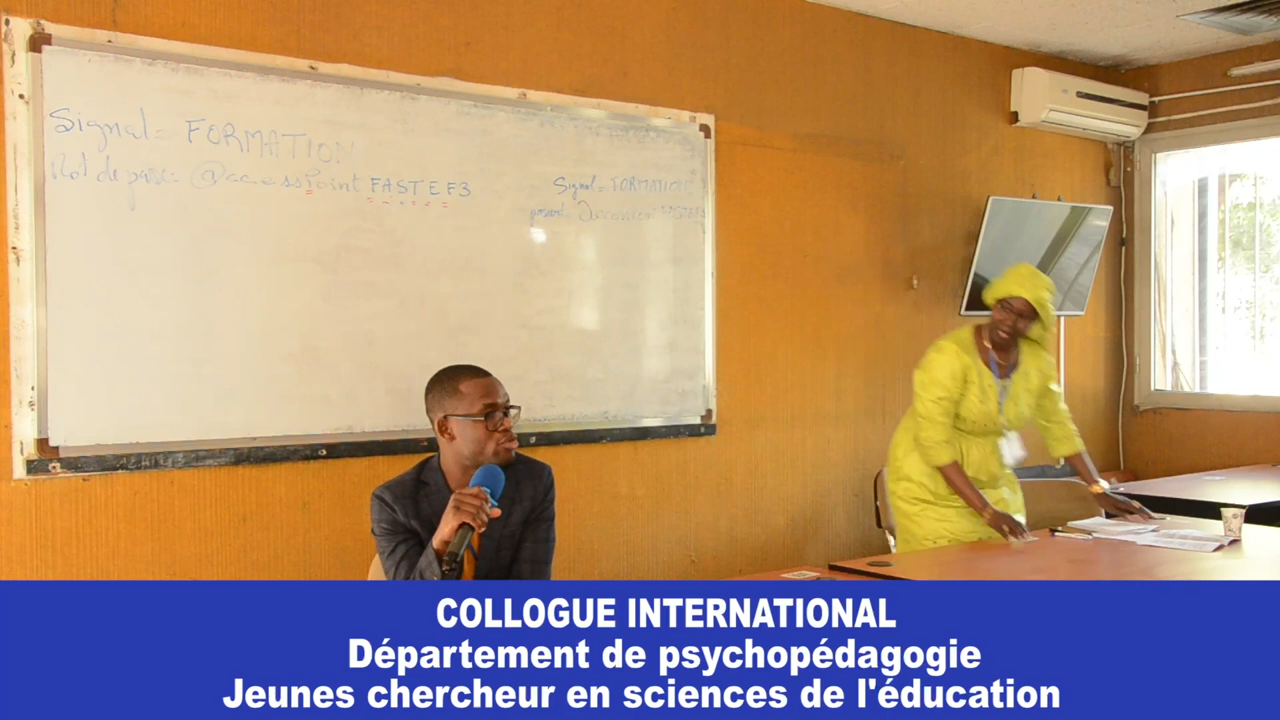 Signal = FORMATION
Mot de passe = @ccessPoint FASTEF3
Signal = FORMATION
COLLOGUE INTERNATIONAL
Département de psychopédagogie
Jeunes chercheur en sciences de l'éducation